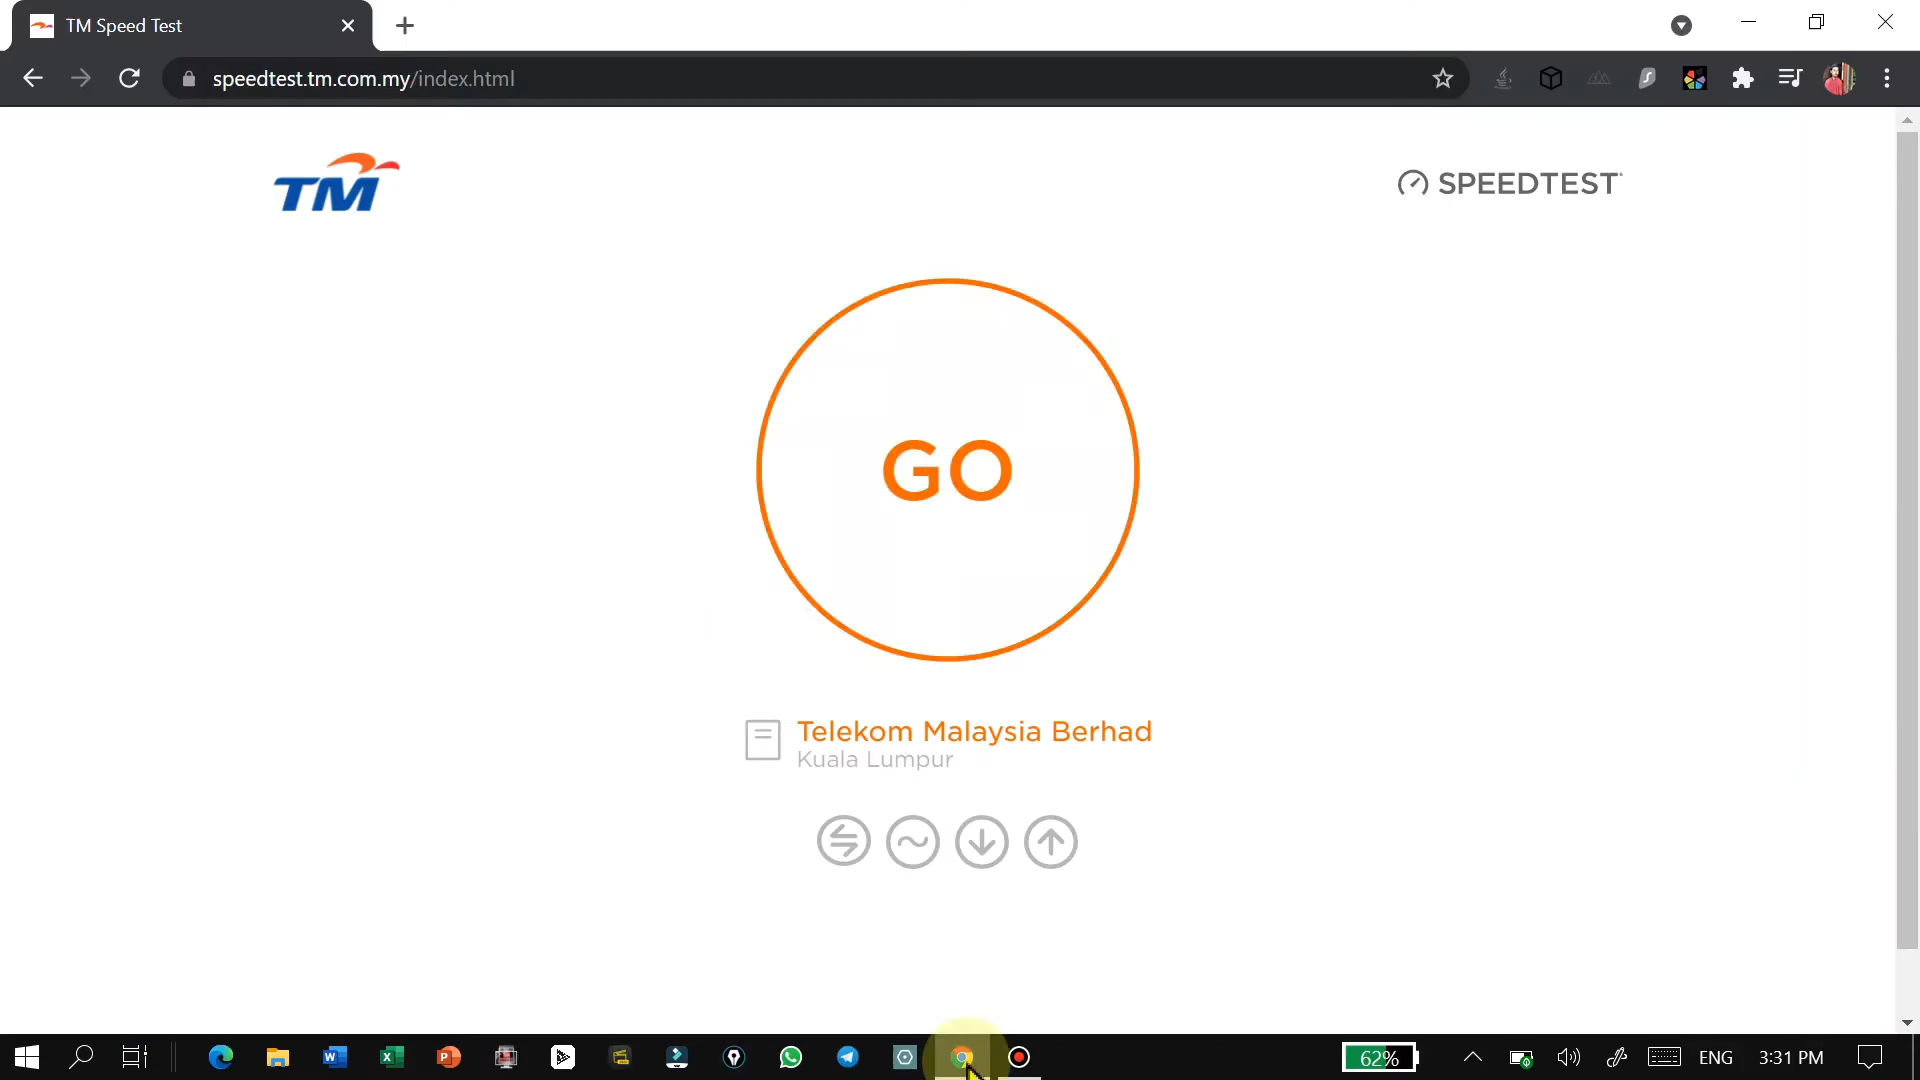 TM Speed Test
speedtest.tm.com.my/index.html
TM
SPEEDTEST
GO
Telekom Malaysia Berhad
Kuala Lumpur
62%
ENG
3:31 PM